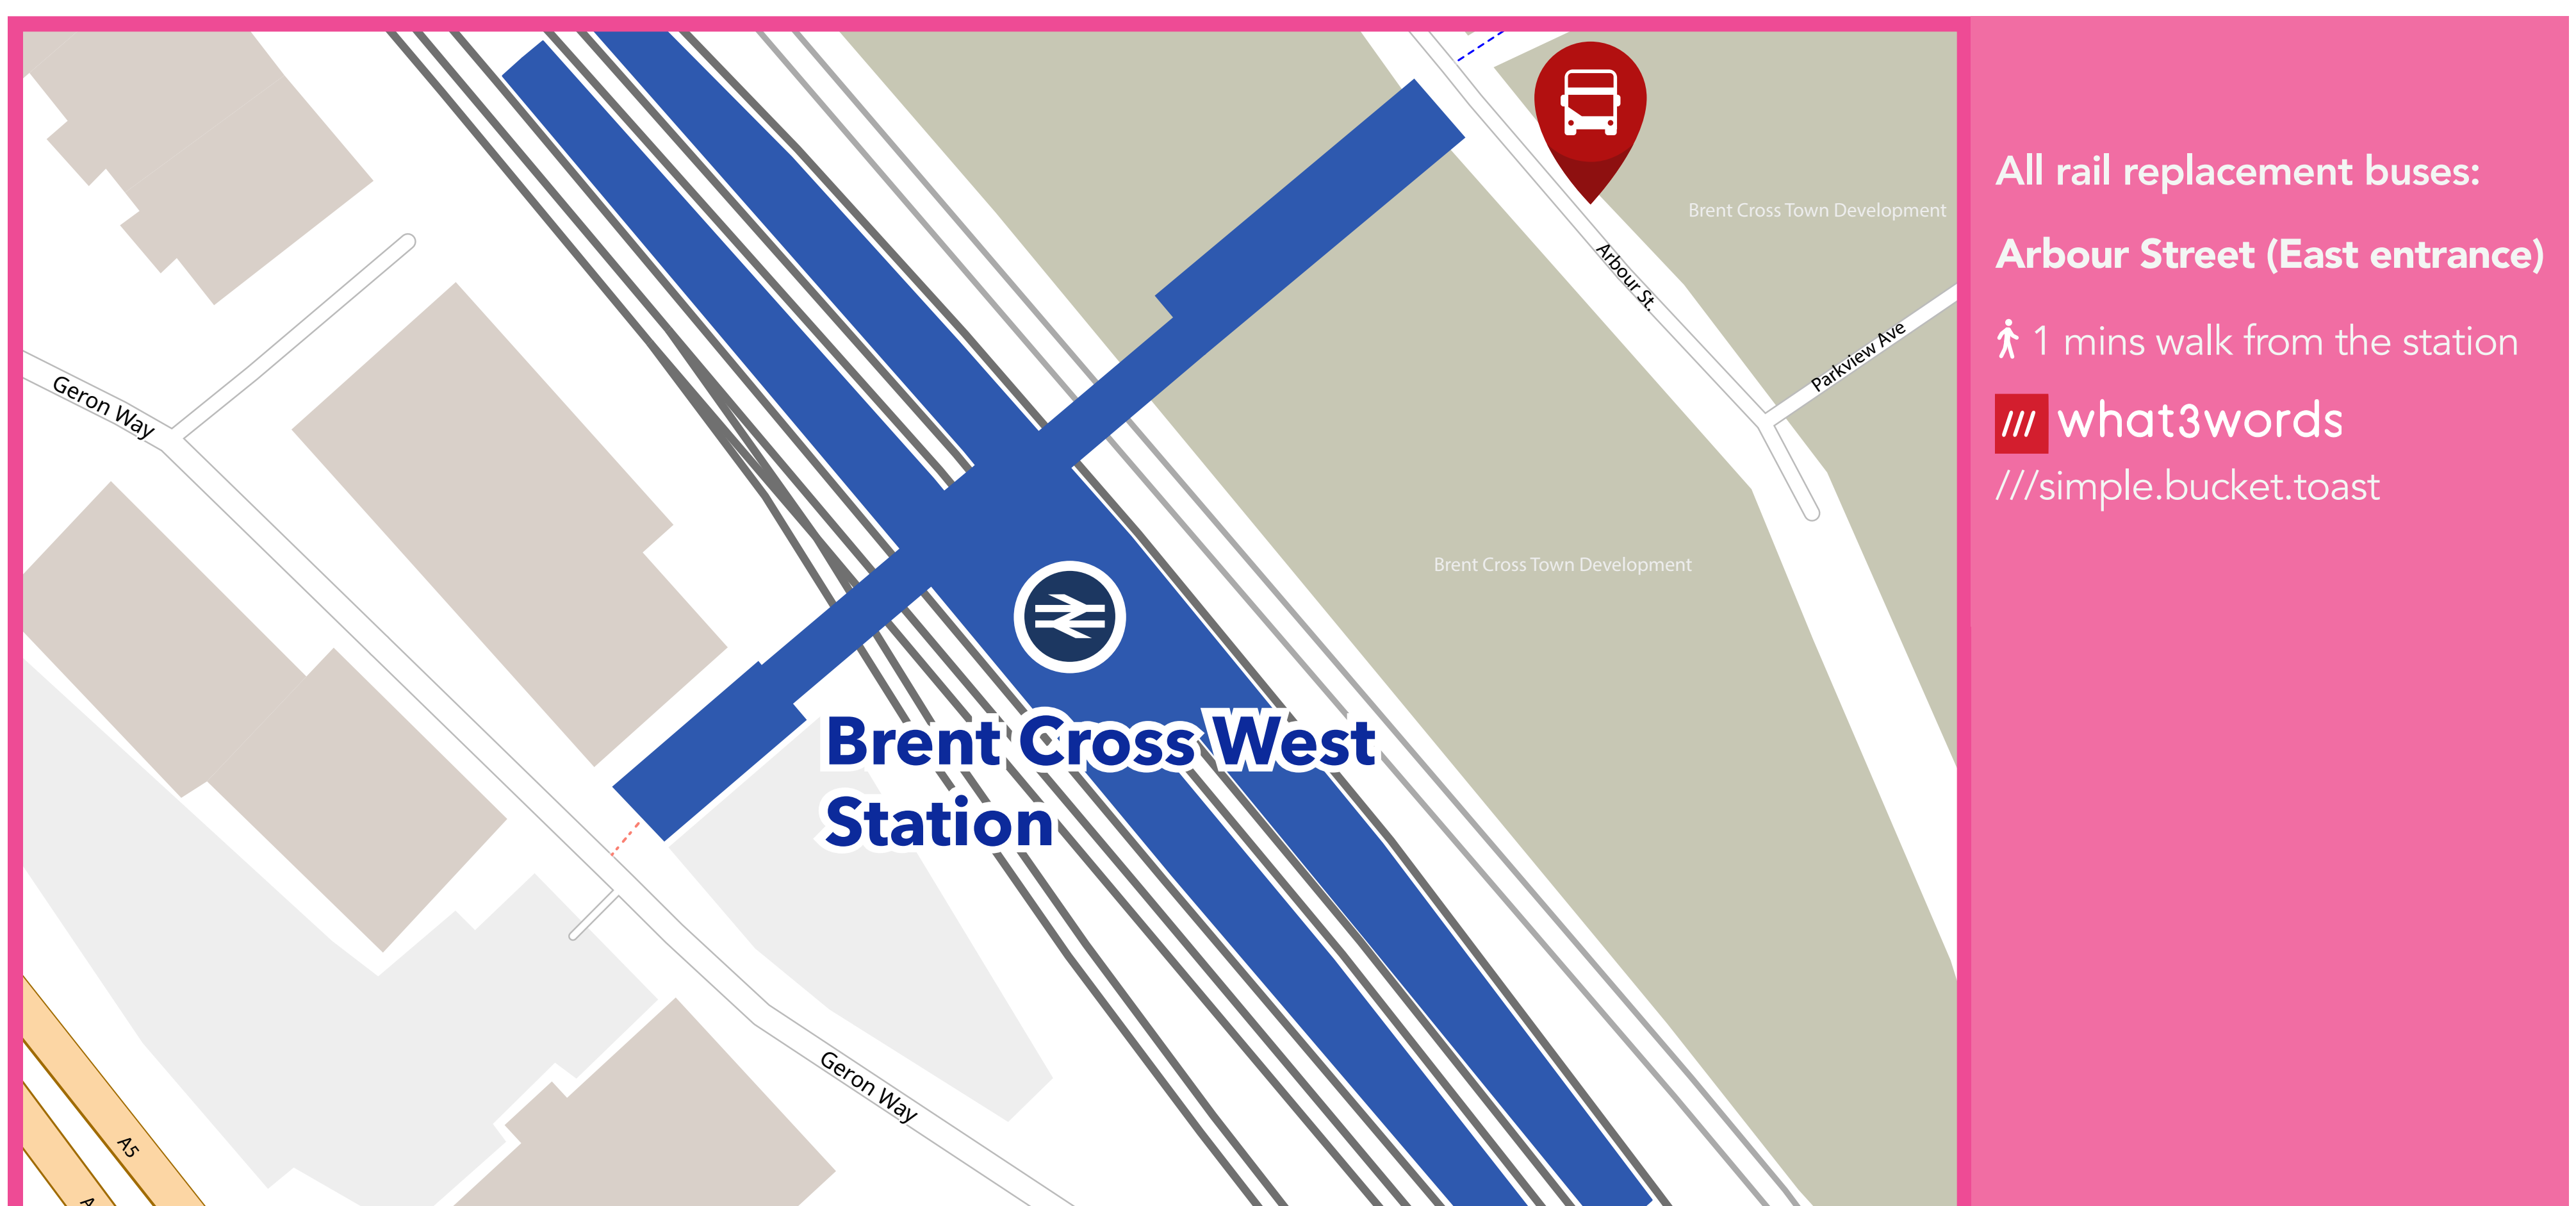 Brent Cross Town Development
Arbour St.
Parkview Ave
Geron Way
Brent Cross Town Development
Brent Cross West
Station
Geron Way
A5
A
All rail replacement buses:
Arbour Street (East entrance)
1 mins walk from the station
/// what3words
///simple.bucket.toast